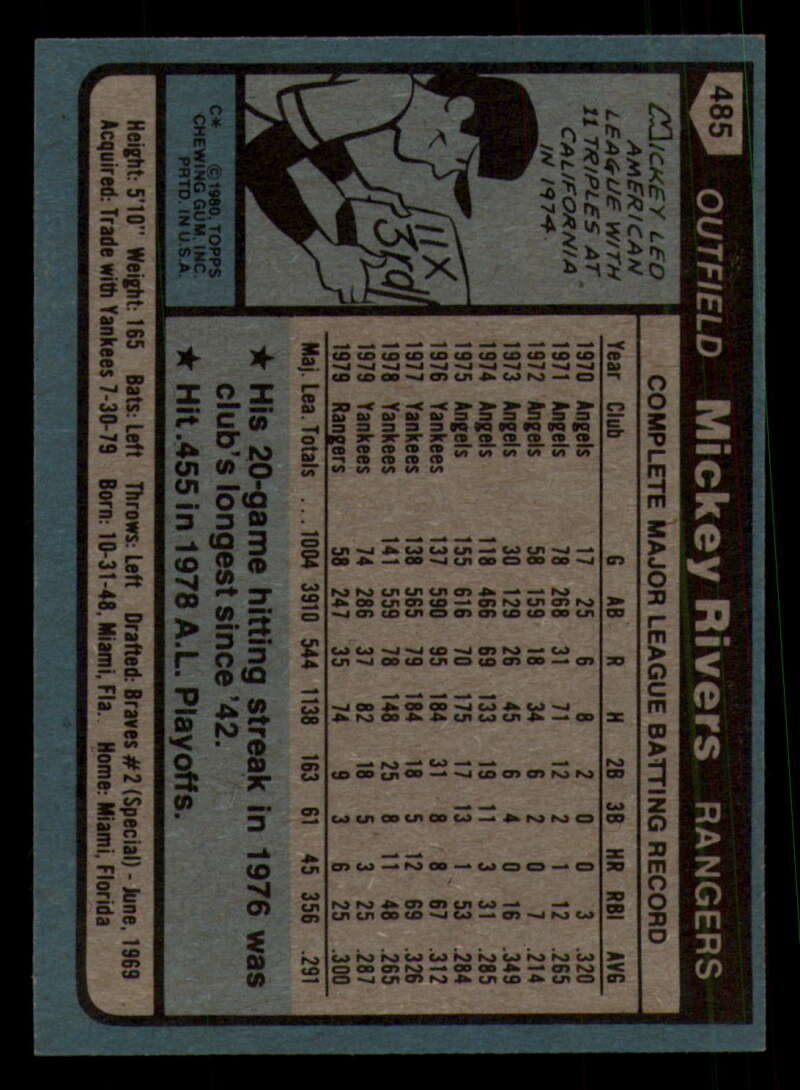 485 OUTFIELD Mickey Rivers RANGERS
MICKEY LED
AMERICAN
LEAGUE WITH
11 TRIPLES AT
CALIFORNIA
IN 1974.
11X
3rd
C* © 1980, TOPPS
CHEWING GUM, INC.
PRTD. IN U.S.A.
COMPLETE MAJOR LEAGUE BATTING RECORD
Year Club G AB R H 2B 3B HR RBI AVG
1970 Angels 17 25 6 8 2 0 0 3 .320
1971 Angels 78 268 31 71 12 2 1 12 .265
1972 Angels 58 159 18 34 6 2 0 7 .214
1973 Angels 30 129 26 45 6 4 0 16 .349
1974 Angels 118 466 69 133 19 11 3 31 .285
1975 Angels 155 616 70 175 17 13 1 53 .284
1976 Yankees 137 590 95 184 31 8 8 67 .312
1977 Yankees 138 565 79 184 18 5 12 69 .326
1978 Yankees 141 559 78 148 25 8 11 48 .265
1979 Yankees 74 286 37 82 18 5 3 25 .287
1979 Rangers 58 247 35 74 9 3 6 25 .300
Maj. Lea. Totals ... 1004 3910 544 1138 163 61 45 356 .291
★ His 20-game hitting streak in 1976 was
club's longest since '42.
★ Hit .455 in 1978 A.L. Playoffs.
Height: 5'10" Weight: 165 Bats: Left Throws: Left Drafted: Braves #2 (Special) - June, 1969
Acquired: Trade with Yankees 7-30-79 Born: 10-31-48, Miami, Fla. Home: Miami, Florida